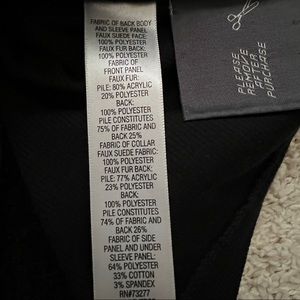 FABRIC OF BACK BODY
AND SLEEVE PANEL
FAUX SUEDE FACE:
100% POLYESTER
FAUX FUR BACK:
100% POLYESTER
FABRIC OF
FRONT PANEL
FAUX FUR:
PILE: 80% ACRYLIC
20% POLYESTER
BACK:
100% POLYESTER
PILE CONSTITUTES
75% OF FABRIC AND
BACK 25%
FABRIC OF COLLAR
FAUX SUEDE FABRIC:
100% POLYESTER
FAUX FUR BACK:
PILE: 77% ACRYLIC
23% POLYESTER
BACK:
100% POLYESTER
PILE CONSTITUTES
74% OF FABRIC AND
BACK 26%
FABRIC OF SIDE
PANEL AND UNDER
SLEEVE PANEL:
64% POLYESTER
33% COTTON
3% SPANDEX
RN#73277
PLEASE
REMOVE
AFTER
PURCHASE